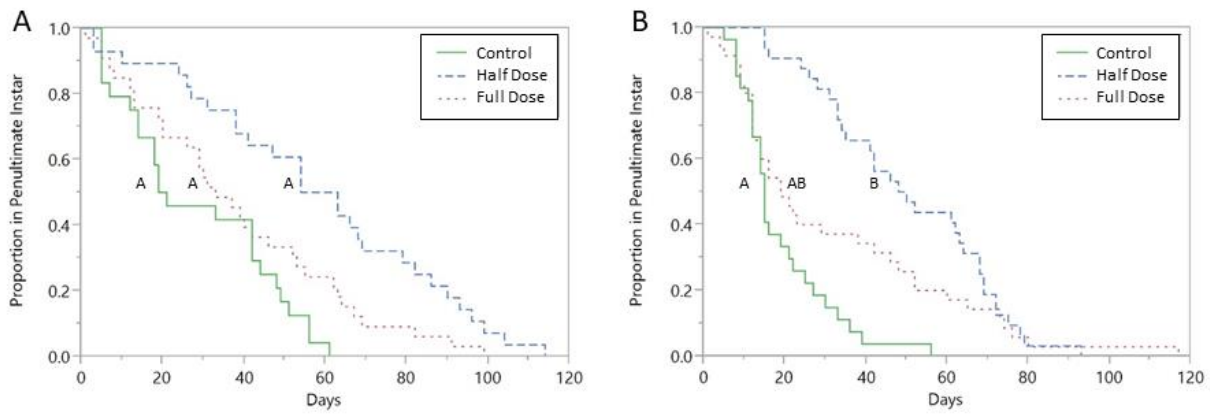 A
Proportion in Penultimate Instar
1.0
0.8
0.6
0.4
0.2
0.0
Control
Half Dose
Full Dose
A A A
0 20 40 60 80 100 120
Days
B
Proportion in Penultimate Instar
1.0
0.8
0.6
0.4
0.2
0.0
Control
Half Dose
Full Dose
A AB B
0 20 40 60 80 100 120
Days